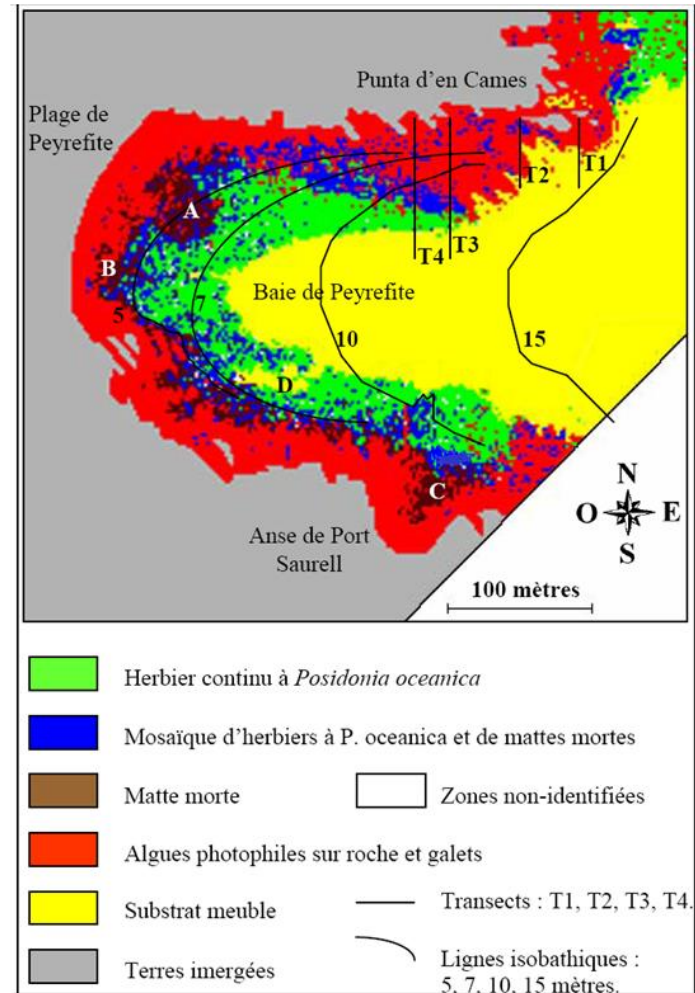 Punta d'en Cames
Plage de
Peyrefite
T1
T2
A
T3
T4
B
5
7
Baie de Peyrefite
10
15
D
C
N
O E
S
Anse de Port
Saurell
100 mètres
Herbier continu à Posidonia oceanica
Mosaïque d'herbiers à P. oceanica et de mattes mortes
Matte morte
Zones non-identifiées
Algues photophiles sur roche et galets
Substrat meuble
Transects : T1, T2, T3, T4.
Terres imergées
Lignes isobathiques :
5, 7, 10, 15 mètres.